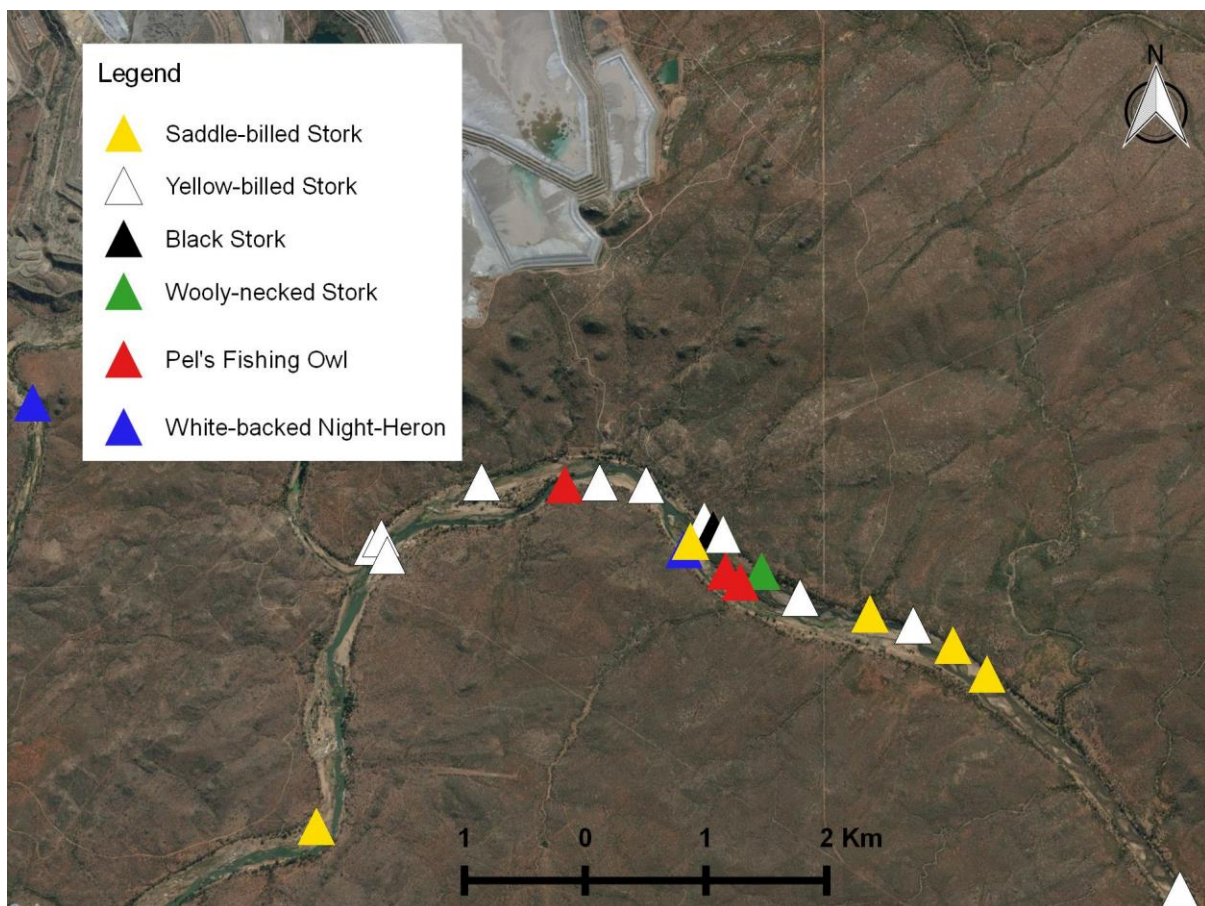 Legend
Saddle-billed Stork
Yellow-billed Stork
Black Stork
Wooly-necked Stork
Pel's Fishing Owl
White-backed Night-Heron
N
1 0 1 2 Km